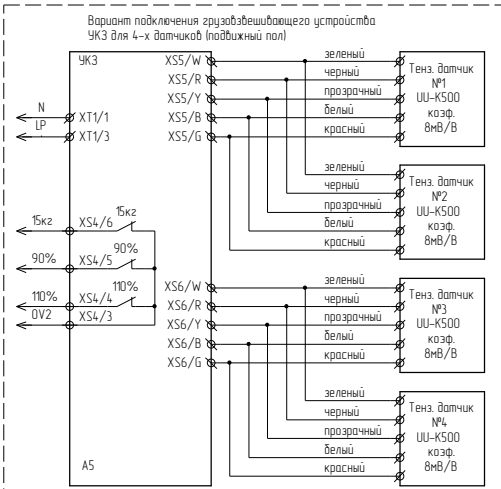 Вариант подключения грузовзвешивающего устройства
УКЗ для 4-х датчиков (подвижный пол)
УКЗ
N
XT1/1
LP
XT1/3
15кг
XS4/6
15кг
90%
XS4/5
90%
110%
XS4/4
110%
0V2
XS4/3
A5
XS5/W
зеленый
XS5/R
черный
XS5/Y
прозрачный
XS5/B
белый
XS5/G
красный
Тенз. датчик
№1
UU-K500
коэф.
8мВ/В
зеленый
черный
прозрачный
белый
красный
Тенз. датчик
№2
UU-K500
коэф.
8мВ/В
XS6/W
зеленый
XS6/R
черный
XS6/Y
прозрачный
XS6/B
белый
XS6/G
красный
Тенз. датчик
№3
UU-K500
коэф.
8мВ/В
зеленый
черный
прозрачный
белый
красный
Тенз. датчик
№4
UU-K500
коэф.
8мВ/В